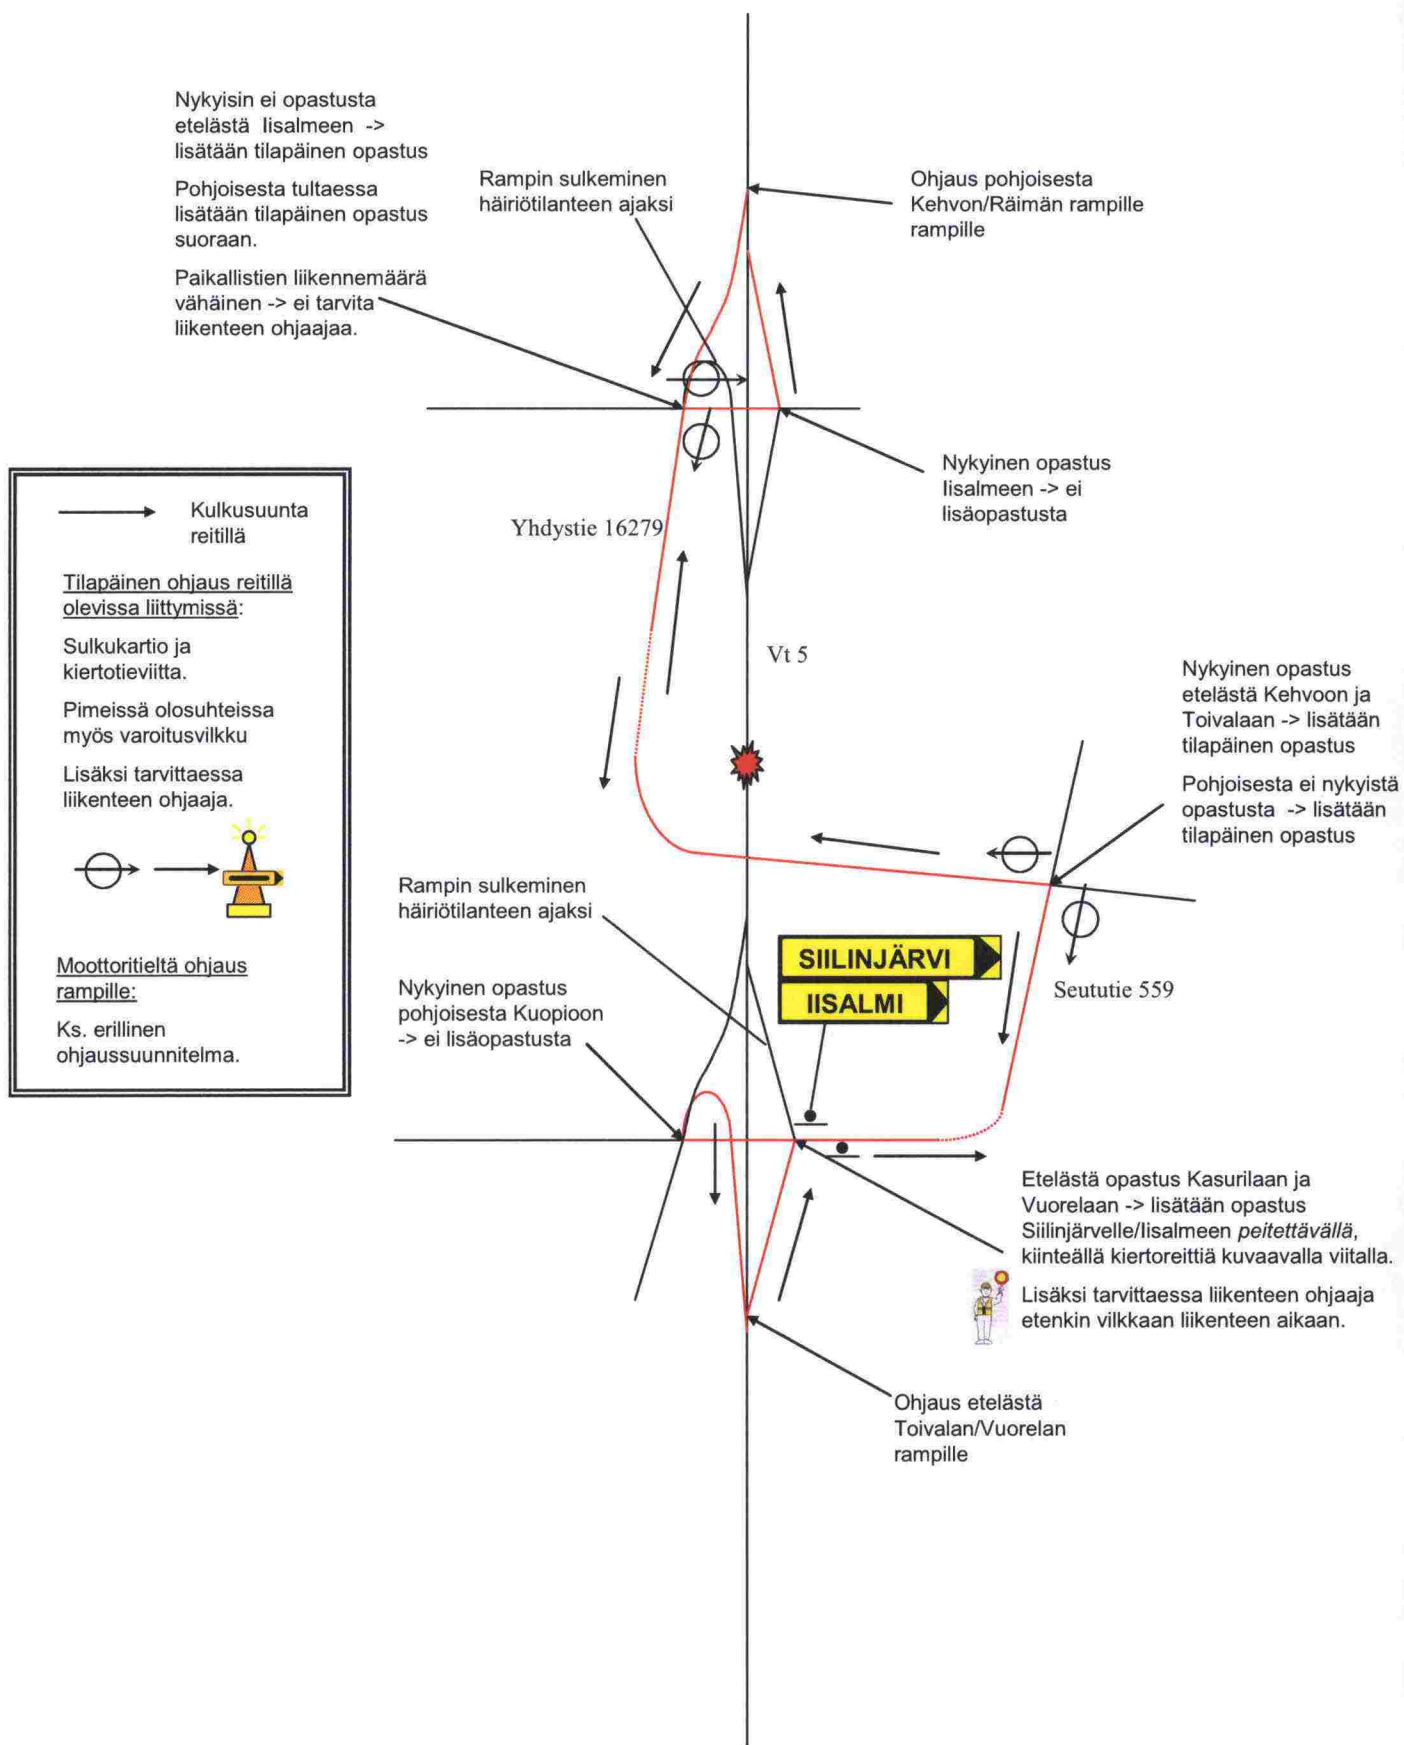 Nykyisin ei opastusta
etelästä Iisalmeen ->
lisätään tilapäinen opastus
Pohjoisesta tultaessa
lisätään tilapäinen opastus
suoraan.
Paikallistien liikennemäärä
vähäinen -> ei tarvita
liikenteen ohjaajaa.
Rampin sulkeminen
häiriötilanteen ajaksi
Ohjaus pohjoisesta
Kehvon/Räimän rampille
rampille
Nykyinen opastus
Iisalmeen -> ei
lisäopastusta
Yhdystie 16279
Kulkusuunta
reitillä
Tilapäinen ohjaus reitillä
olevissa liittymissä:
Sulkukartio ja
kiertotieviitta.
Pimeissä olosuhteissa
myös varoitusvilkku
Lisäksi tarvittaessa
liikenteen ohjaaja.
Moottoritieltä ohjaus
rampille:
Ks. erillinen
ohjaussuunnitelma.
Vt 5
Nykyinen opastus
etelästä Kehvoon ja
Toivalaan -> lisätään
tilapäinen opastus
Pohjoisesta ei nykyistä
opastusta -> lisätään
tilapäinen opastus
Rampin sulkeminen
häiriötilanteen ajaksi
SIILINJÄRVI
IISALMI
Seututie 559
Nykyinen opastus
pohjoisesta Kuopioon
-> ei lisäopastusta
Etelästä opastus Kasurilaan ja
Vuorelaan -> lisätään opastus
Siilinjärvelle/Iisalmeen peitettävällä,
kiinteällä kiertoreittiä kuvaavalla viitalla.
Lisäksi tarvittaessa liikenteen ohjaaja
etenkin vilkkaan liikenteen aikaan.
Ohjaus etelästä
Toivalan/Vuorelan
rampille